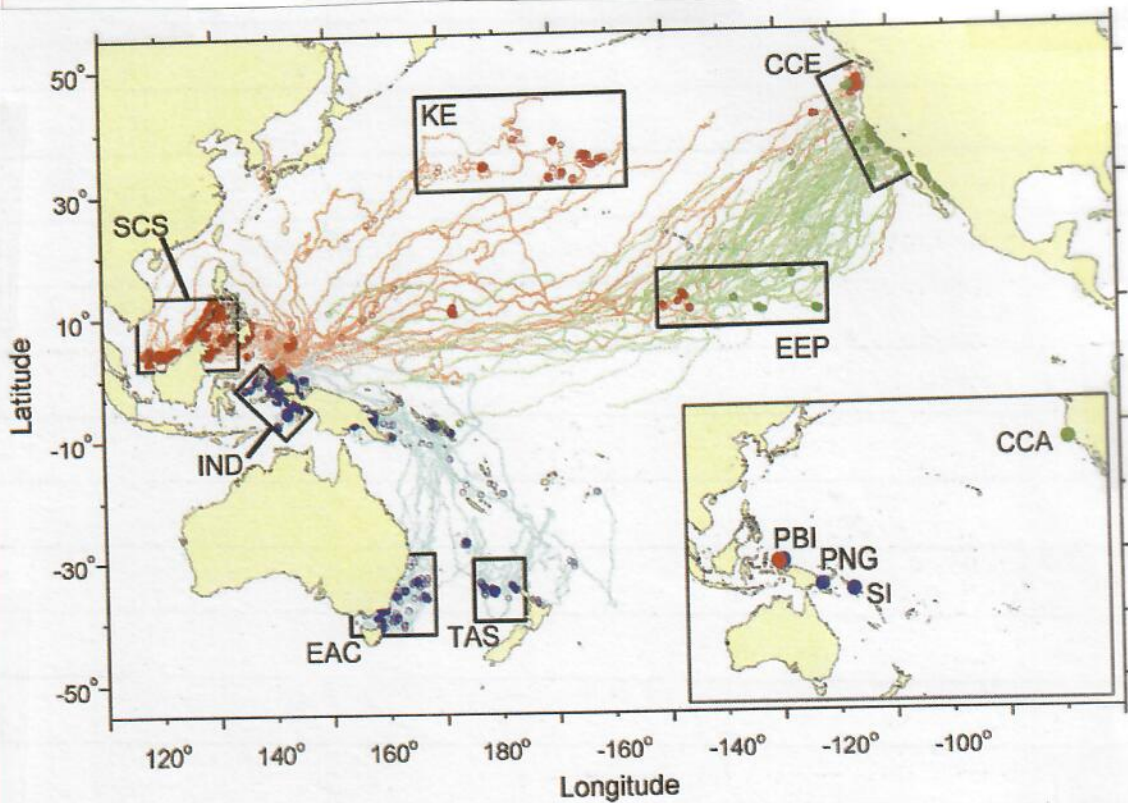 CCE
50°
KE
30°
SCS
10°
EEP
Latitude
-10°
IND
CCA
PBI
PNG
SI
-30°
TAS
EAC
-50°
120° 140° 160° 180° -160° -140° -120° -100°
Longitude